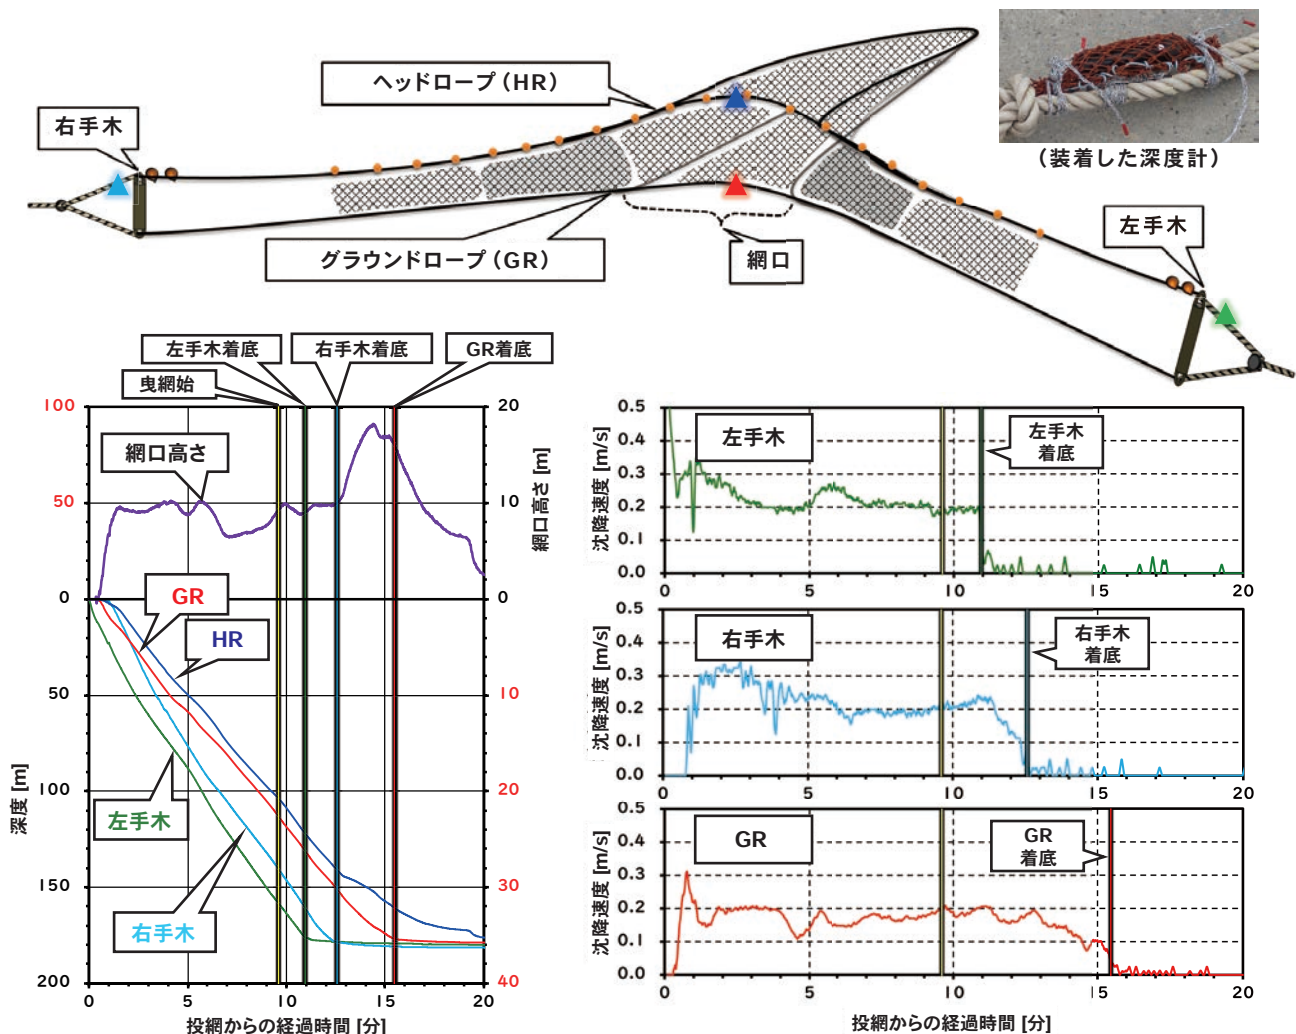 ヘッドロープ（HR）
右手木
（装着した深度計）
左手木
グラウンドロープ（GR）
網口
左手木着底
右手木着底
GR着底
曳網始
100
50
0
50
100
150
200
深度 [m]
20
10
0
10
20
30
40
網口高さ [m]
網口高さ
GR
HR
左手木
右手木
0 5 10 15 20
投網からの経過時間 [分]
0.5
0.4
0.3
0.2
0.1
0.0
沈降速度 [m/s]
左手木
左手木
着底
0 5 10 15 20
0.5
0.4
0.3
0.2
0.1
0.0
沈降速度 [m/s]
右手木
右手木
着底
0 5 10 15 20
0.5
0.4
0.3
0.2
0.1
0.0
沈降速度 [m/s]
GR
GR
着底
0 5 10 15 20
投網からの経過時間 [分]